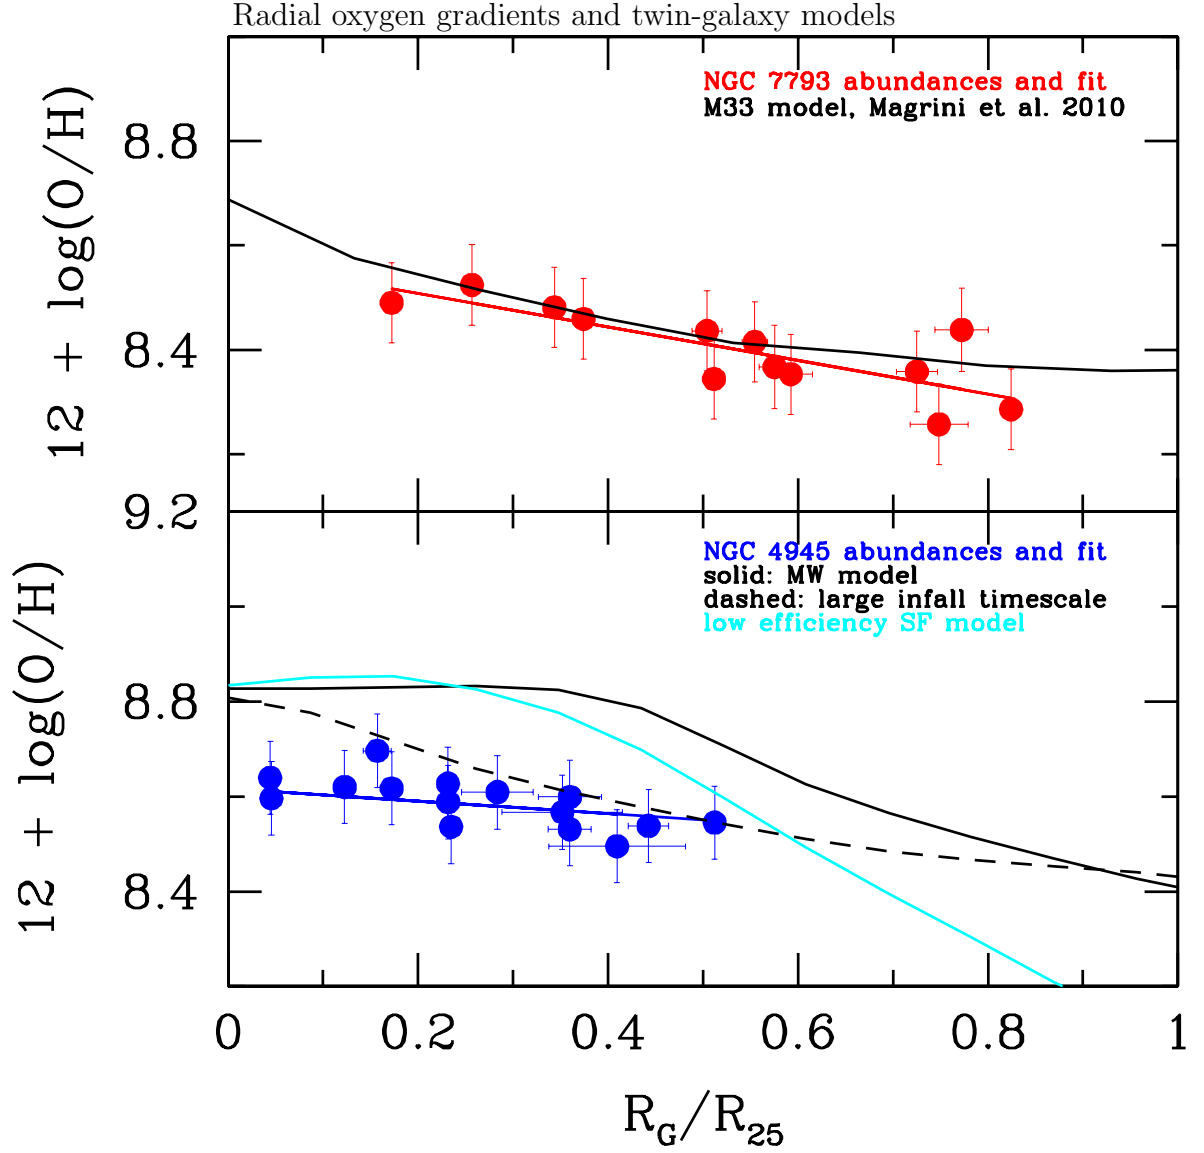 Radial oxygen gradients and twin-galaxy models
NGC 7793 abundances and fit
M33 model, Magrini et al. 2010
12 + log(O/H)
8.8
8.4
9.2
NGC 4945 abundances and fit
solid: MW model
dashed: large infall timescale
low efficiency SF model
12 + log(O/H)
8.8
8.4
0 0.2 0.4 0.6 0.8 1
R_G/R_25